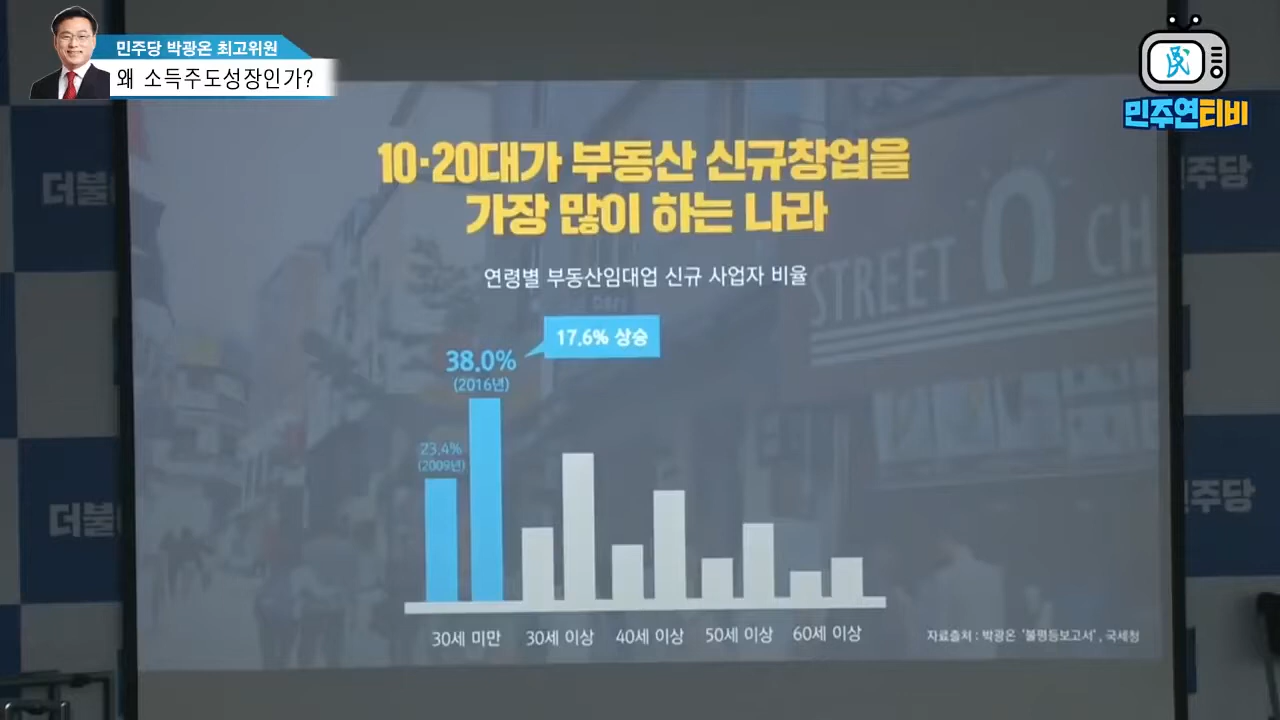 민주당 박광온 최고위원
왜 소득주도성장인가?
民
민주연티비
더불
민주당
10·20대가 부동산 신규창업을
가장 많이 하는 나라
연령별 부동산임대업 신규 사업자 비율
STREET CH
17.6% 상승
38.0%
(2016년)
23.4%
(2009년)
30세 미만 30세 이상 40세 이상 50세 이상 60세 이상
자료출처 : 박광온 '불평등보고서', 국세청
더불
민주당